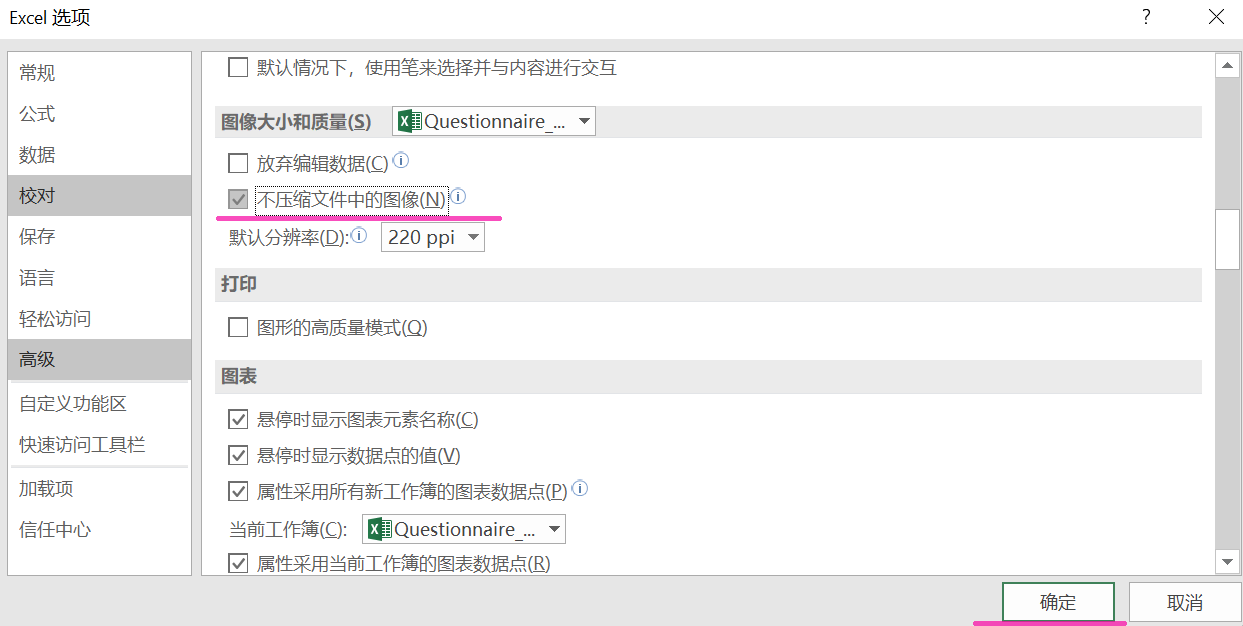 Excel 选项
?
常规
公式
数据
校对
保存
语言
轻松访问
高级
自定义功能区
快速访问工具栏
加载项
信任中心
默认情况下，使用笔来选择并与内容进行交互
图像大小和质量(S) Questionnaire_...
放弃编辑数据(C)
不压缩文件中的图像(N)
默认分辨率(D): 220 ppi
打印
图形的高质量模式(Q)
图表
悬停时显示图表元素名称(C)
悬停时显示数据点的值(V)
属性采用所有新工作簿的图表数据点(P)
当前工作簿(C): Questionnaire_...
属性采用当前工作簿的图表数据点(R)
确定 取消